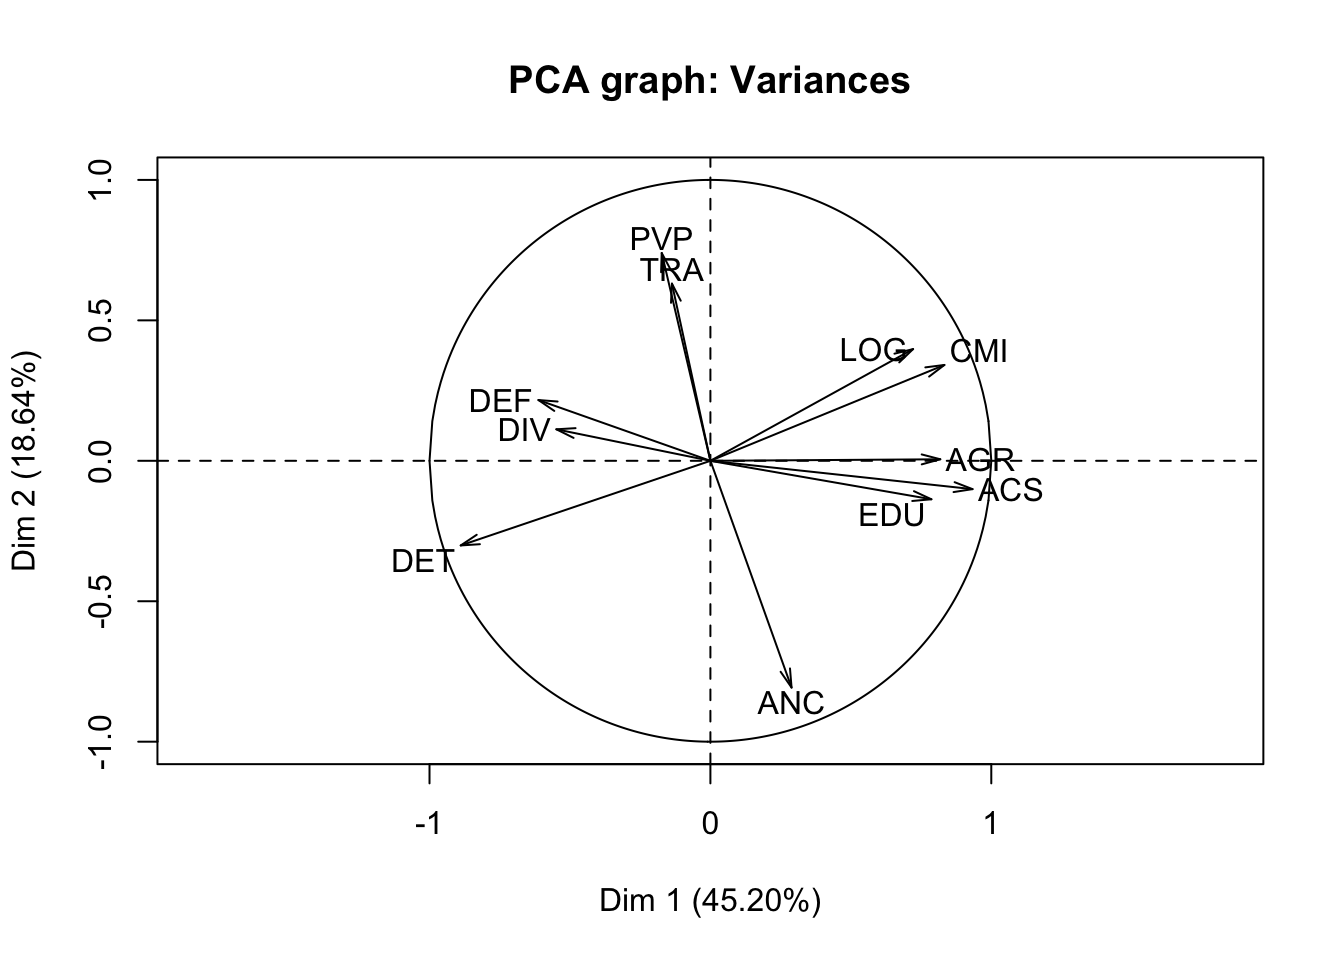 PCA graph: Variances
1.0
0.5
0.0
-0.5
-1.0
Dim 2 (18.64%)
PVP
TRA
LOG
CMI
DEF
DIV
AGR
ACS
EDU
DET
ANC
-1
0
1
Dim 1 (45.20%)